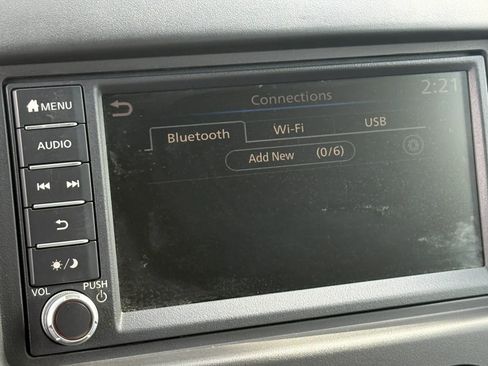 MENU
AUDIO
VOL
PUSH
Connections
2:21
Bluetooth
Wi-Fi
USB
Add New (0/6)